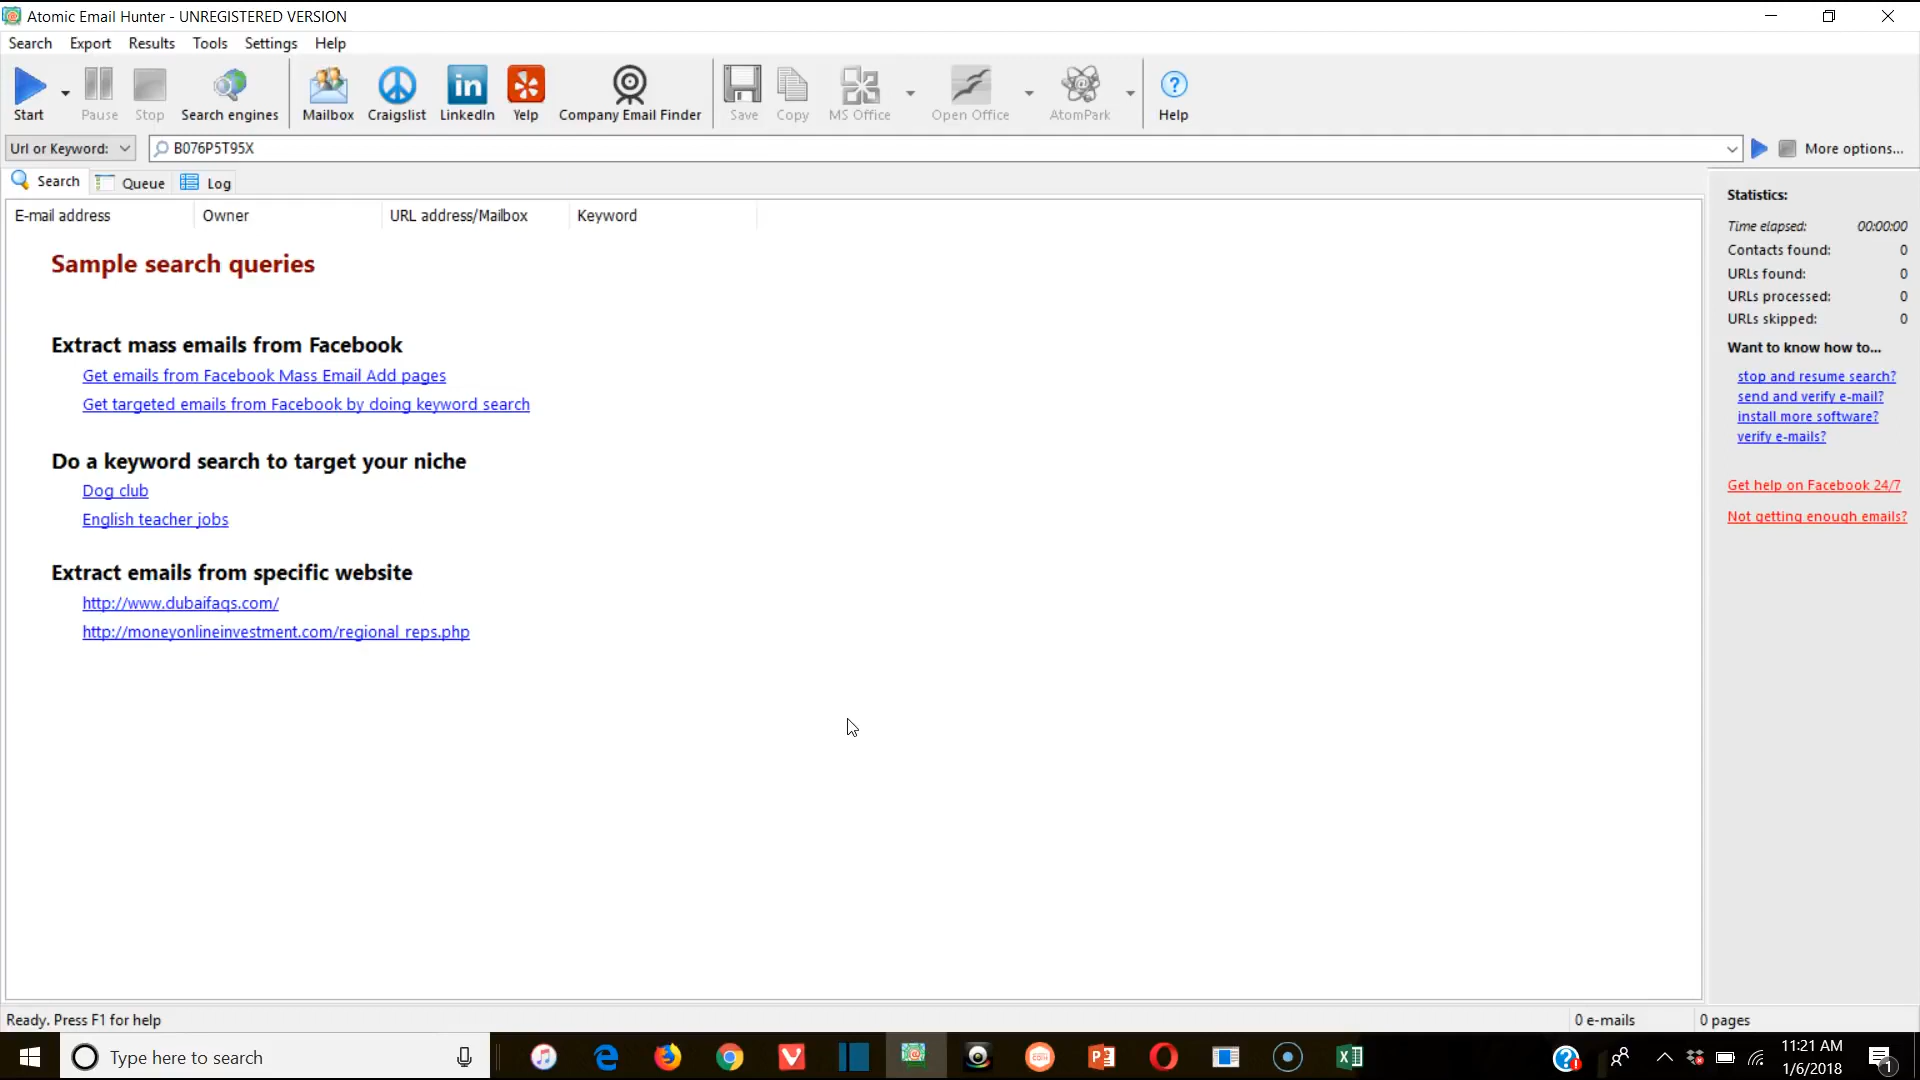 Atomic Email Hunter - UNREGISTERED VERSION
Search Export Results Tools Settings Help
Start Pause Stop Search engines Mailbox Craigslist LinkedIn Yelp Company Email Finder Save Copy MS Office Open Office AtomPark Help
Url or Keyword: B076P5T95X More options...
Search Queue Log
E-mail address Owner URL address/Mailbox Keyword
Sample search queries
Extract mass emails from Facebook
Get emails from Facebook Mass Email Add pages
Get targeted emails from Facebook by doing keyword search
Do a keyword search to target your niche
Dog club
English teacher jobs
Extract emails from specific website
http://www.dubaifaqs.com/
http://moneyonlineinvestment.com/regional_reps.php
Statistics:
Time elapsed: 00:00:00
Contacts found: 0
URLs found: 0
URLs processed: 0
URLs skipped: 0
Want to know how to...
stop and resume search?
send and verify e-mail?
install more software?
verify e-mails?
Get help on Facebook 24/7
Not getting enough emails?
Ready. Press F1 for help 0 e-mails 0 pages
Type here to search
11:21 AM
1/6/2018
1